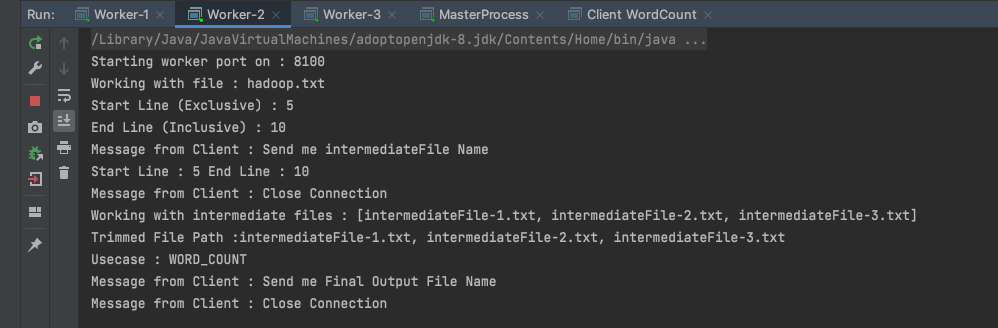 Run: Worker-1 Worker-2 Worker-3 MasterProcess Client WordCount
/Library/Java/JavaVirtualMachines/adoptopenjdk-8.jdk/Contents/Home/bin/java ...
Starting worker port on : 8100
Working with file : hadoop.txt
Start Line (Exclusive) : 5
End Line (Inclusive) : 10
Message from Client : Send me intermediateFile Name
Start Line : 5 End Line : 10
Message from Client : Close Connection
Working with intermediate files : [intermediateFile-1.txt, intermediateFile-2.txt, intermediateFile-3.txt]
Trimmed File Path :intermediateFile-1.txt, intermediateFile-2.txt, intermediateFile-3.txt
Usecase : WORD_COUNT
Message from Client : Send me Final Output File Name
Message from Client : Close Connection